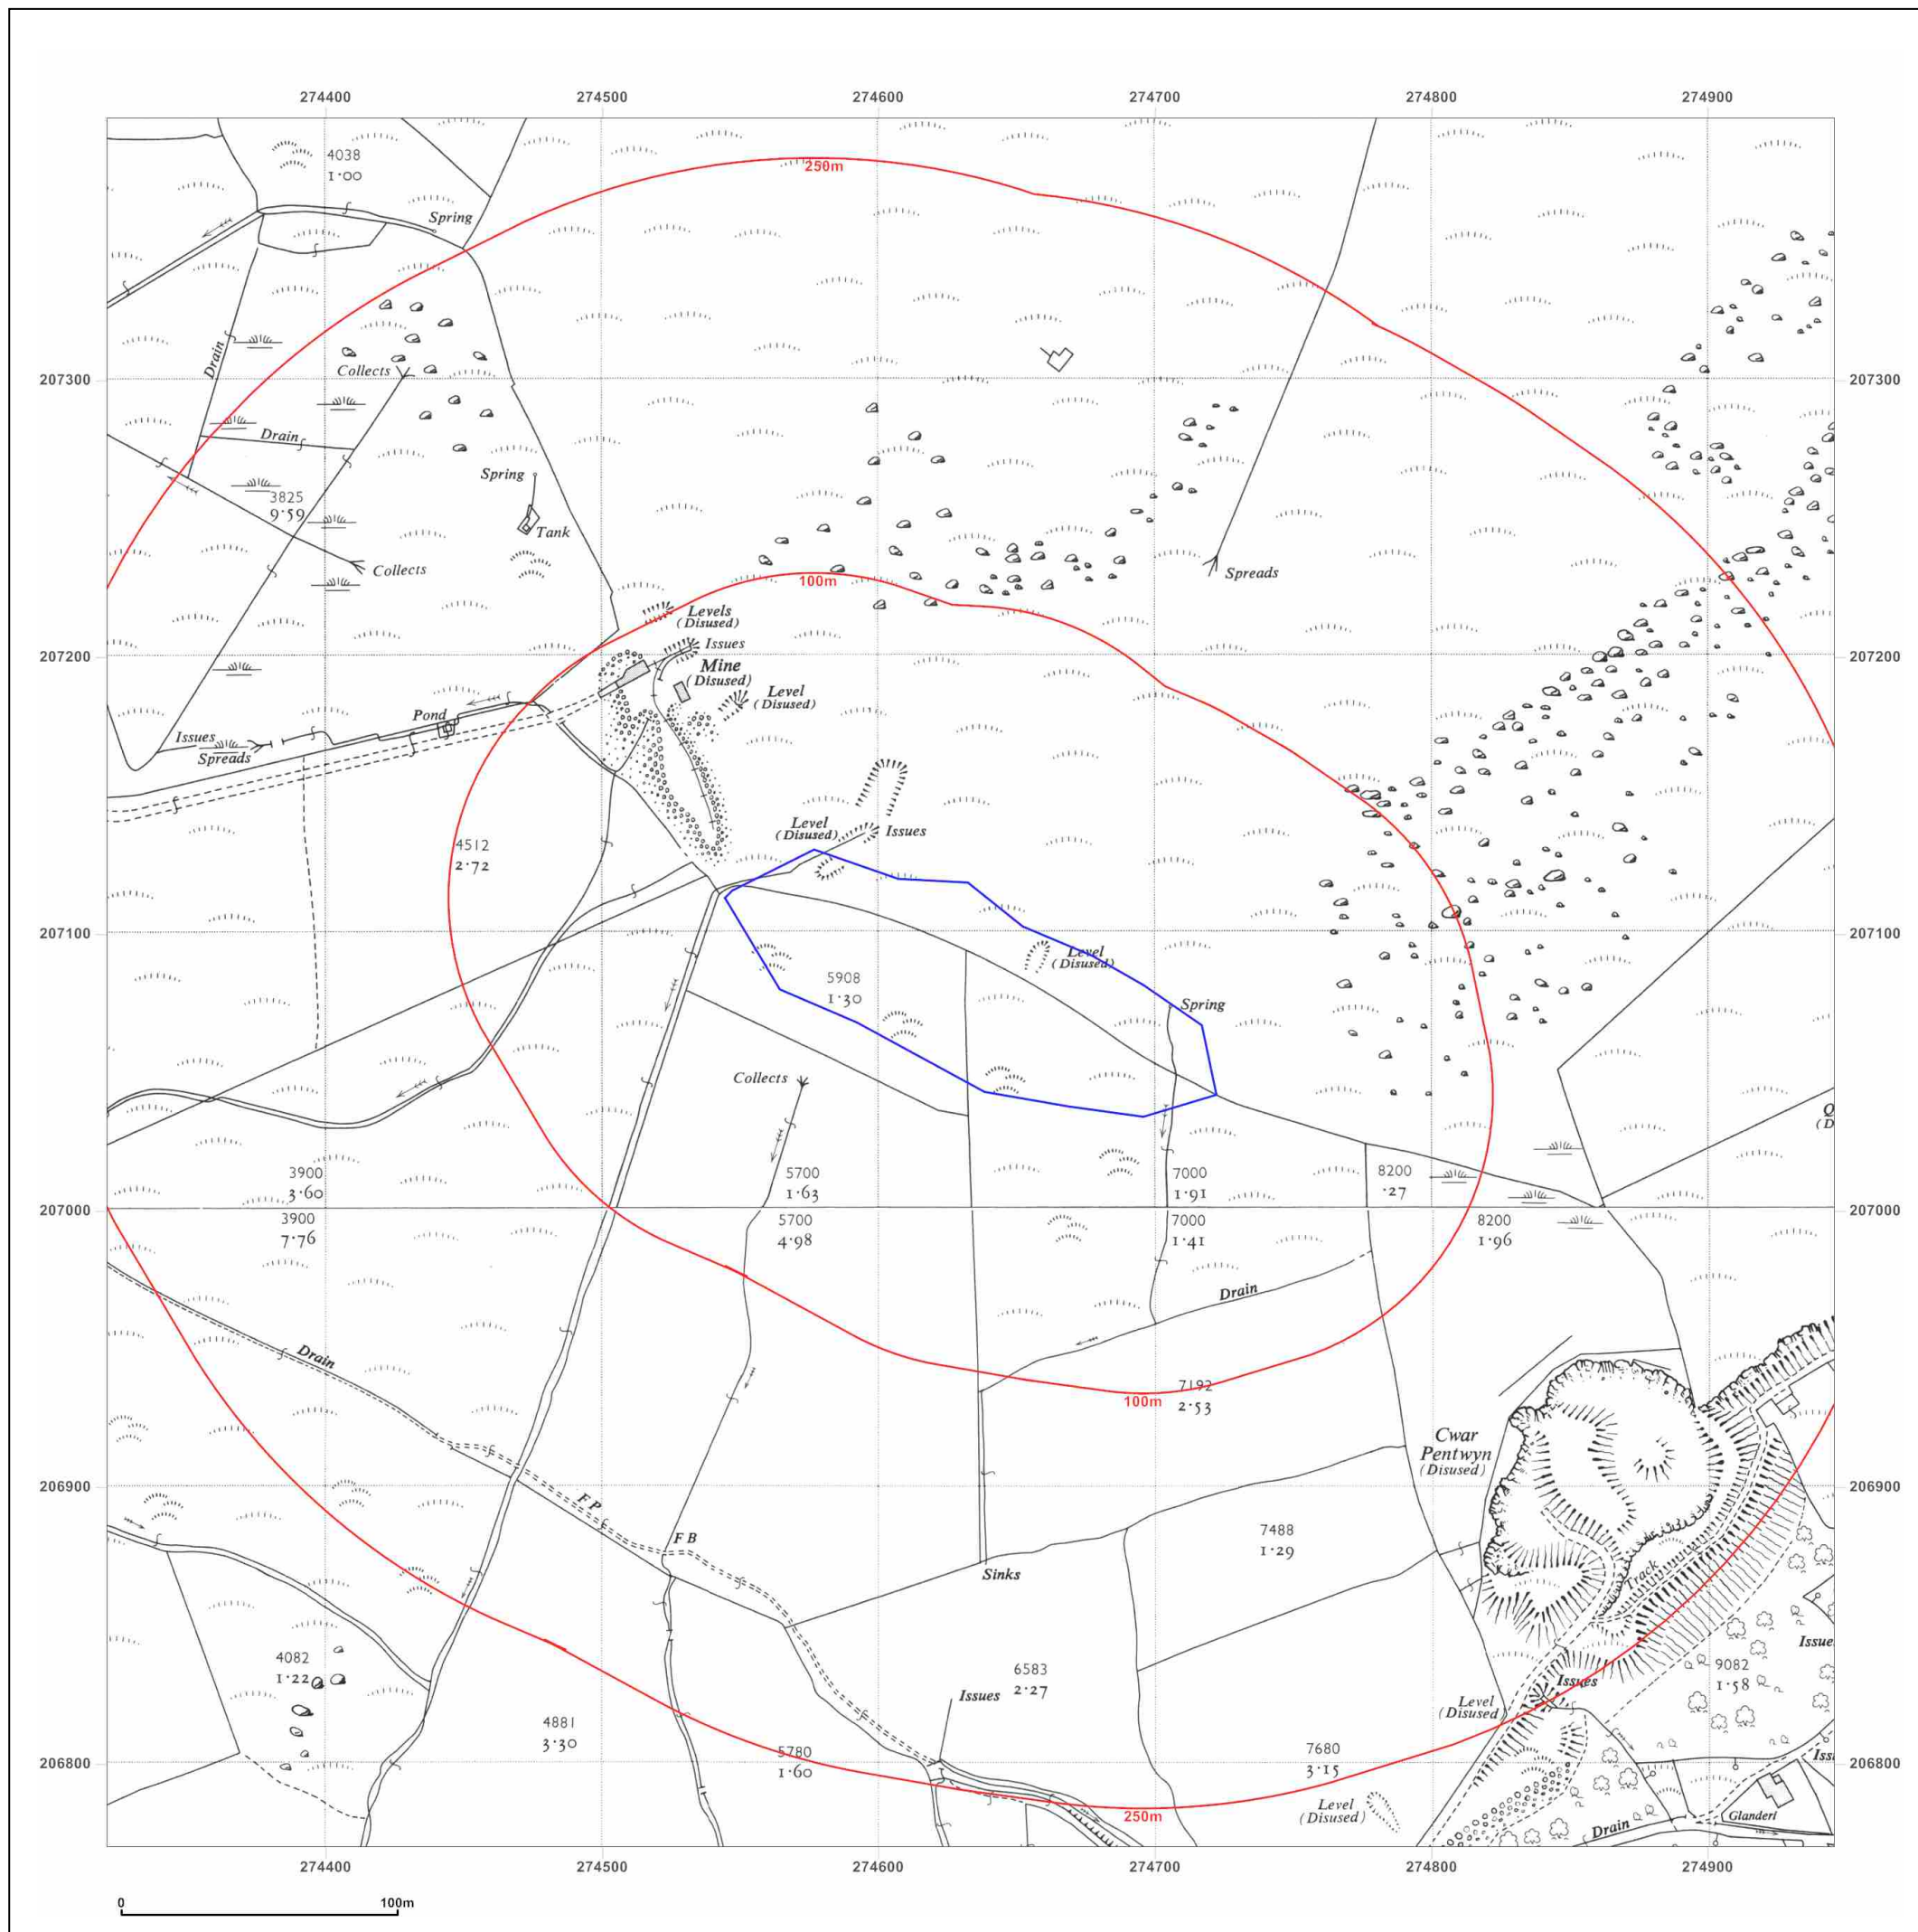 274400 274500 274600 274700 274800 274900
250m
4038
1·00
Spring
207300 207300
Drain
Collects
Drain
Spring
3825
9·59
Tank
Collects
Spreads
100m
Levels
(Disused)
Issues
207200 207200
Mine
(Disused)
Level
(Disused)
Pond
Issues
Spreads
Level
(Disused)
Issues
4512
2·72
207100 207100
Level
(Disused)
5908
1·30
Spring
Collects
Q
(D
3900
3·60
5700
1·93
7000
1·61
8200
·27
207000 207000
3900
7·76
5700
4·68
7000
1·41
8200
1·96
Drain
Drain
7192
2·53
100m
Cwar
Pentwyn
(Disused)
206900 206900
F P
F B
7488
1·29
Sinks
Track
4082
1·22
6583
2·27
Issues
Issues
Issue
9082
1·58
Level
(Disused)
4881
3·30
5780
1·60
7680
3·15
206800 206800
Iss
250m
Level
(Disused)
Drain
Glanderi
274400 274500 274600 274700 274800 274900
0 100m